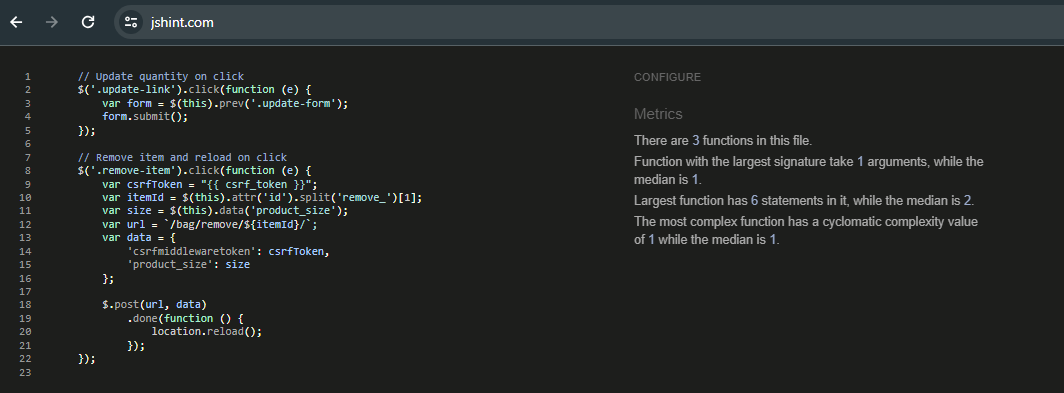 jshint.com
1 // Update quantity on click
2 $('.update-link').click(function (e) {
3 var form = $(this).prev('.update-form');
4 form.submit();
5 });
6
7 // Remove item and reload on click
8 $('.remove-item').click(function (e) {
9 var csrfToken = "{{ csrf_token }}";
10 var itemId = $(this).attr('id').split('remove_')[1];
11 var size = $(this).data('product_size');
12 var url = `/bag/remove/${itemId}/`;
13 var data = {
14 'csrfmiddlewaretoken': csrfToken,
15 'product_size': size
16 };
17
18 $.post(url, data)
19 .done(function () {
20 location.reload();
21 });
22 });
23
CONFIGURE
Metrics
There are 3 functions in this file.
Function with the largest signature take 1 arguments, while the
median is 1.
Largest function has 6 statements in it, while the median is 2.
The most complex function has a cyclomatic complexity value
of 1 while the median is 1.